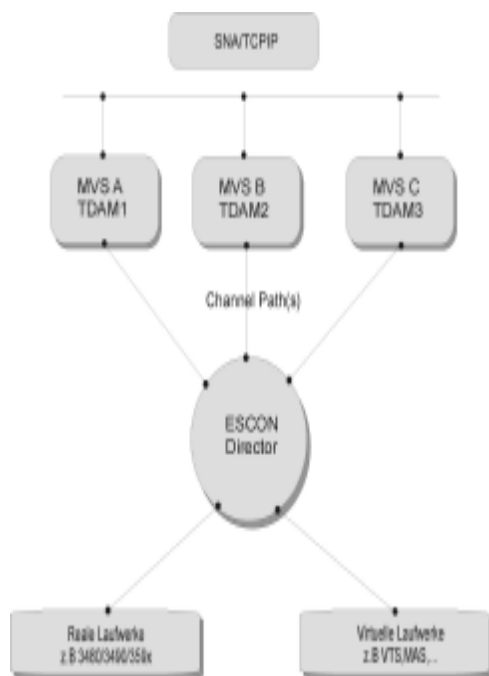 SNA/TCPIP
MVS A
TDAM1
MVS B
TDAM2
MVS C
TDAM3
Channel Path(s)
ESCON
Director
Reale Laufwerke
z.B 3480/3490/359x
Virtuelle Laufwerke
z.B VTS,MAS,...